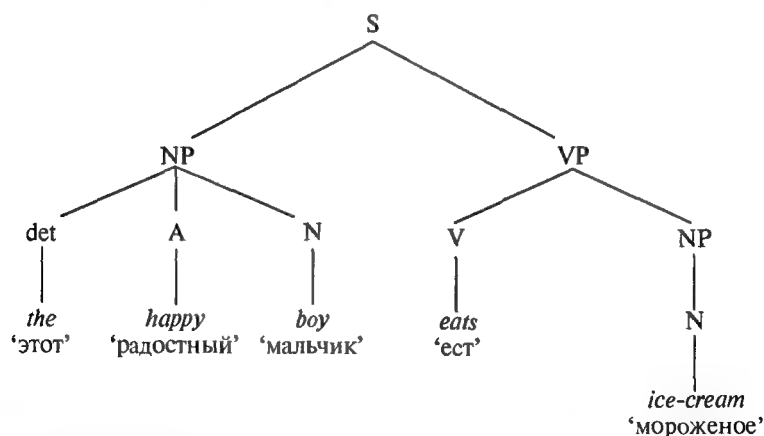 S
NP VP
det A N V NP
the happy boy eats N
‘этот’ ‘радостный’ ‘мальчик’ ‘ест’
ice-cream
‘мороженое’